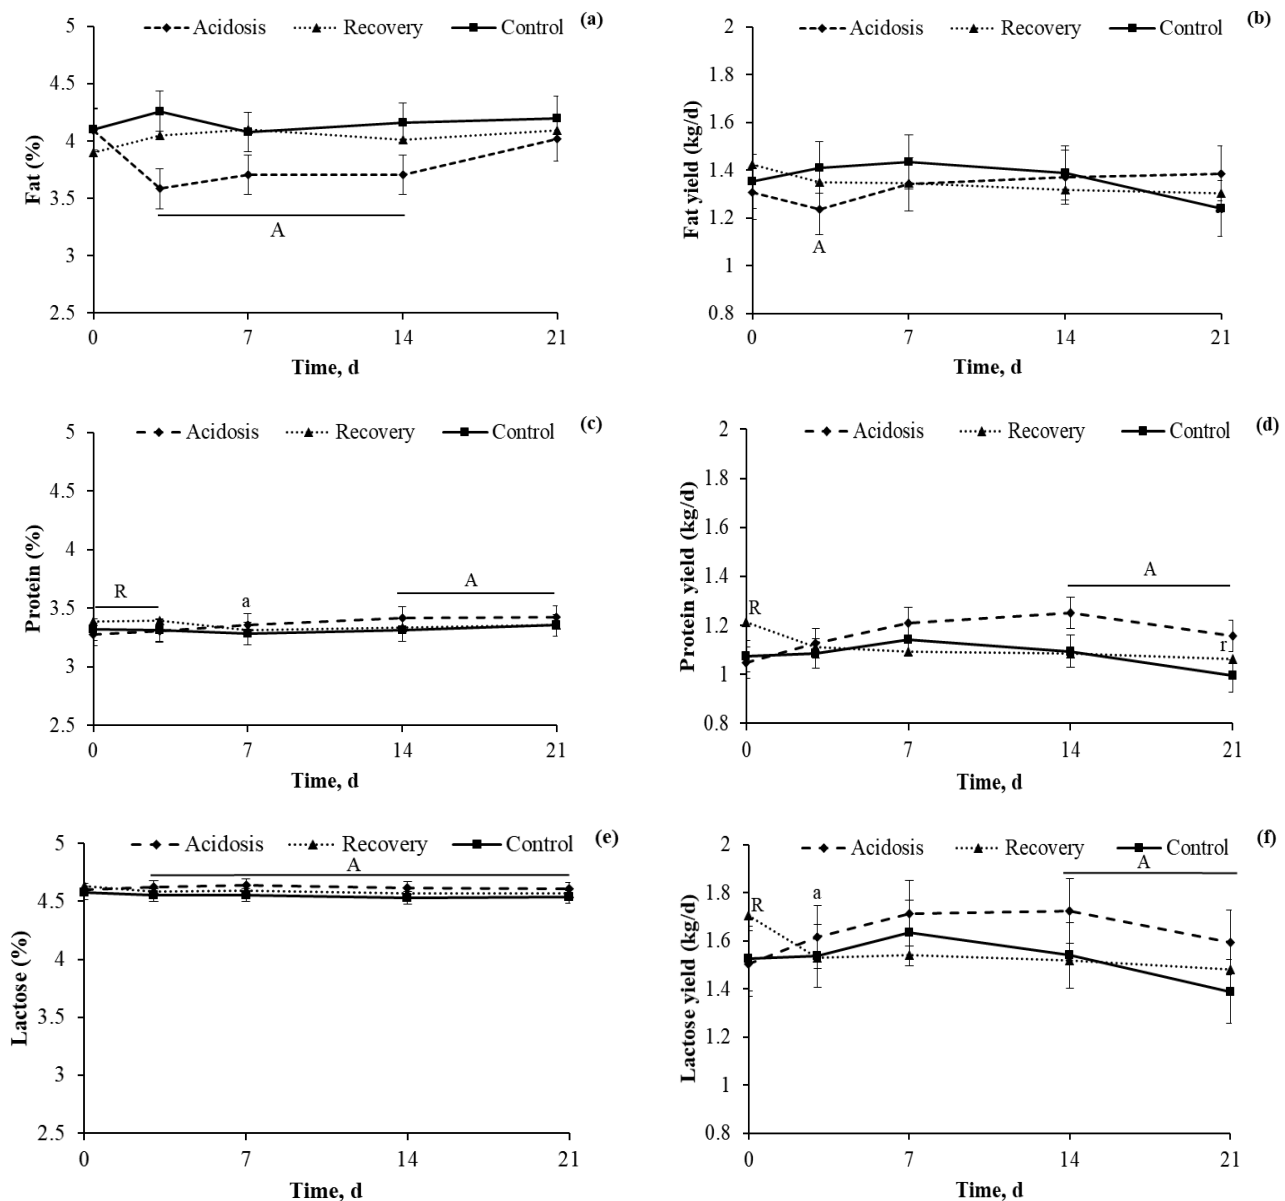 Acidosis Recovery Control (a)
5
4.5
4
3.5
3
2.5
Fat (%)
A
0 7 14 21
Time, d
Acidosis Recovery Control (b)
2
1.8
1.6
1.4
1.2
1
0.8
Fat yield (kg/d)
A
0 7 14 21
Time, d
Acidosis Recovery Control (c)
5
4.5
4
3.5
3
2.5
Protein (%)
R a A
0 7 14 21
Time, d
Acidosis Recovery Control (d)
2
1.8
1.6
1.4
1.2
1
0.8
Protein yield (kg/d)
R A r
0 7 14 21
Time, d
Acidosis Recovery Control (e)
5
4.5
4
3.5
3
2.5
Lactose (%)
A
0 7 14 21
Time, d
Acidosis Recovery Control (f)
2
1.8
1.6
1.4
1.2
1
0.8
Lactose yield (kg/d)
R a A
0 7 14 21
Time, d